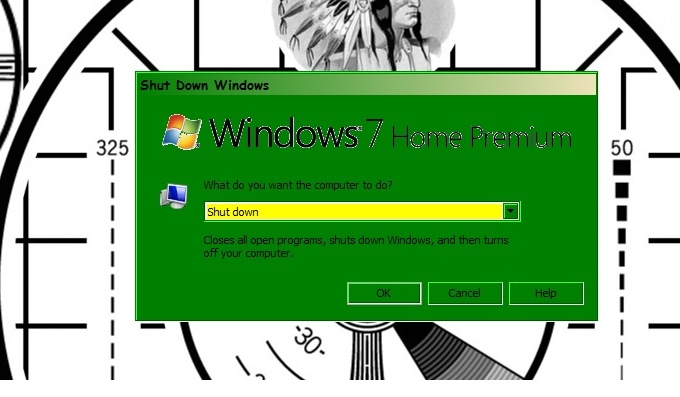 Shut Down Windows
Windows 7 Home Premium
325
50
What do you want the computer to do?
Shut down
Closes all open programs, shuts down Windows, and then turns
off your computer.
OK
Cancel
Help
-30-